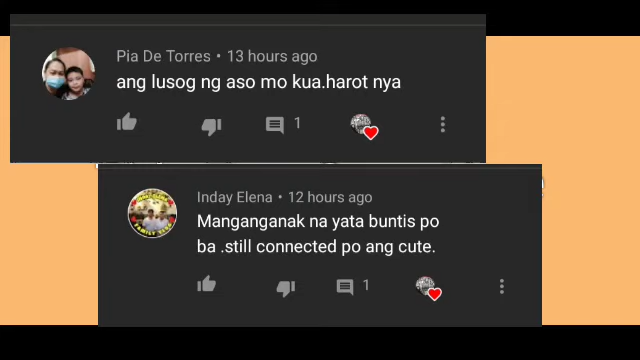 Pia De Torres • 13 hours ago
ang lusog ng aso mo kua.harot nya
1
Inday Elena • 12 hours ago
Manganganak na yata buntis po
ba .still connected po ang cute.
1